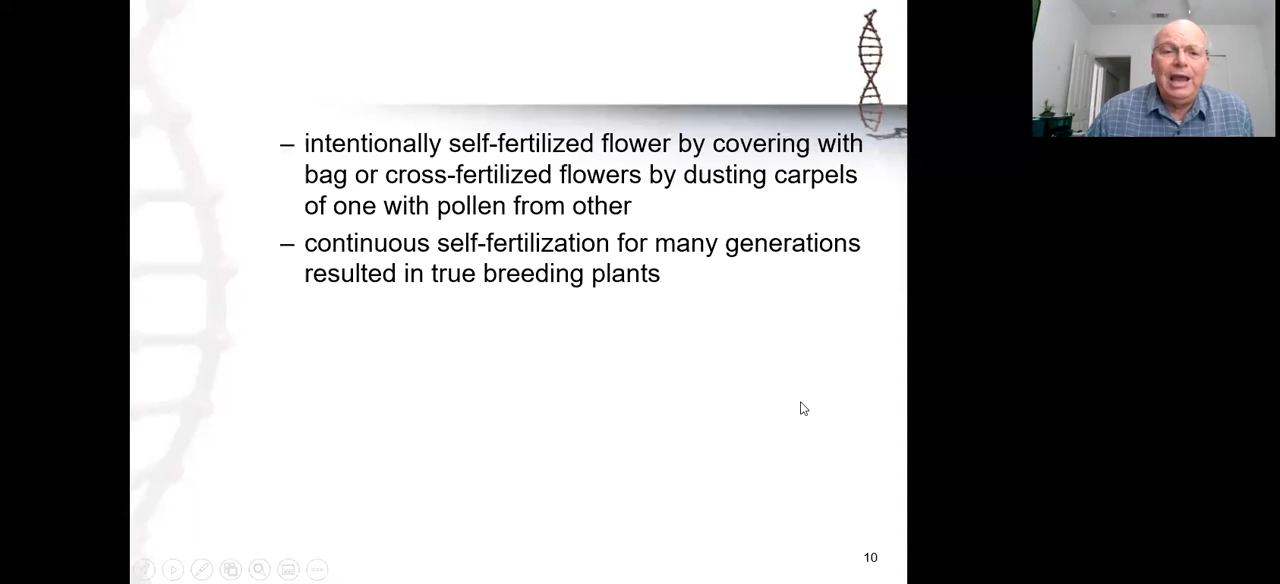 – intentionally self-fertilized flower by covering with
bag or cross-fertilized flowers by dusting carpels
of one with pollen from other
– continuous self-fertilization for many generations
resulted in true breeding plants
10